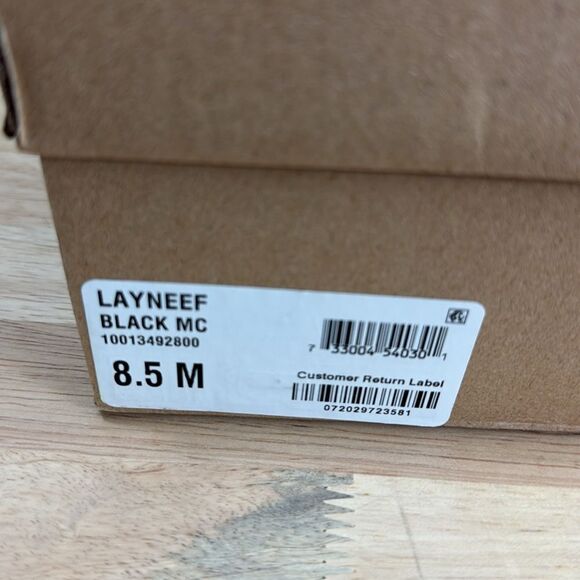 LAYNEEF
BLACK MC
10013492800
8.5 M
7 33004 54030 1
Customer Return Label
072029723581